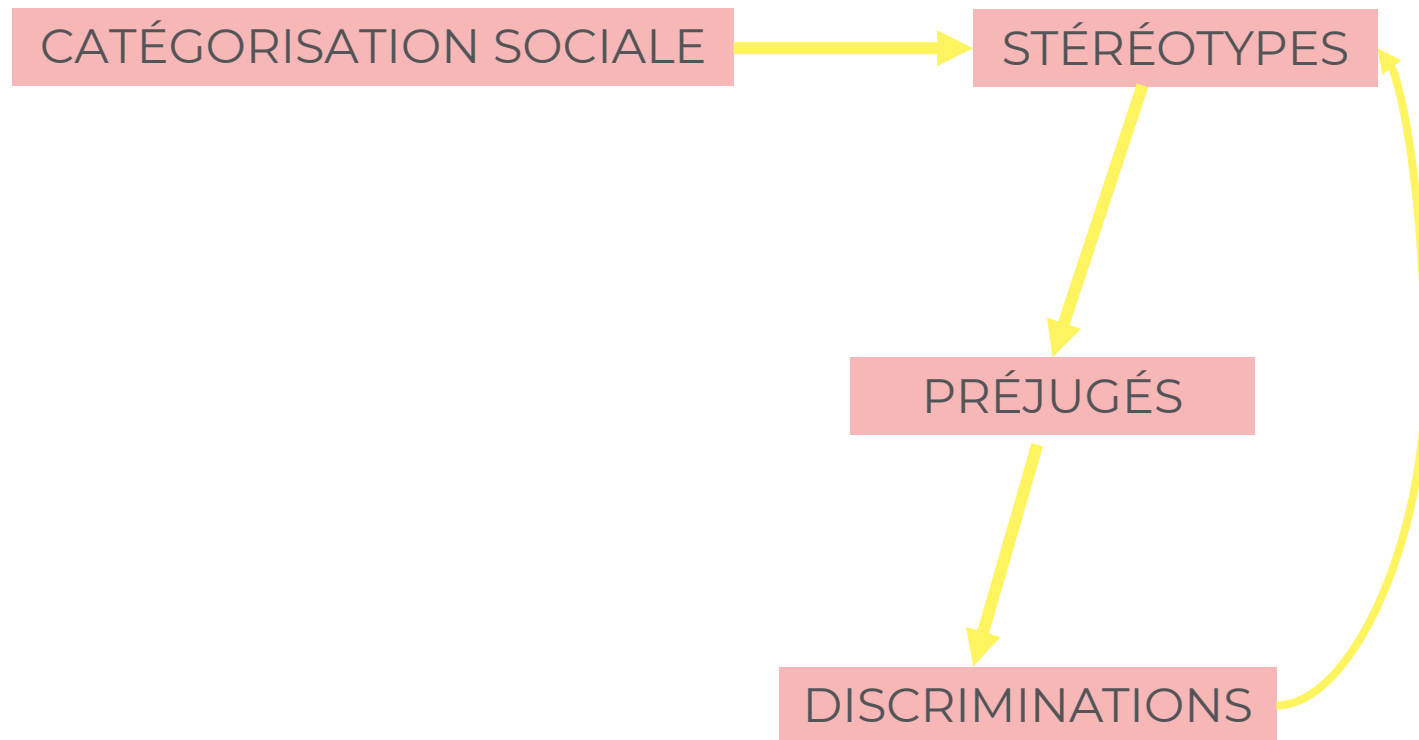 CATÉGORISATION SOCIALE
STÉRÉOTYPES
PRÉJUGÉS
DISCRIMINATIONS